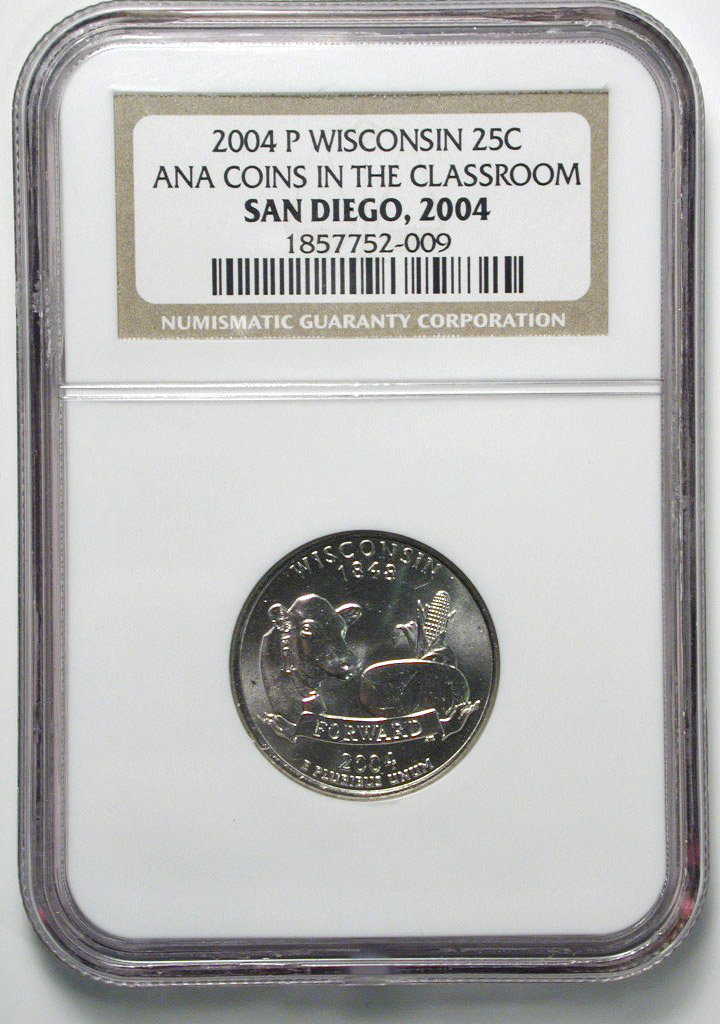 2004 P WISCONSIN 25C
ANA COINS IN THE CLASSROOM
SAN DIEGO, 2004
1857752-009
NUMISMATIC GUARANTY CORPORATION
WISCONSIN
1848
FORWARD
2004
E PLURIBUS UNUM